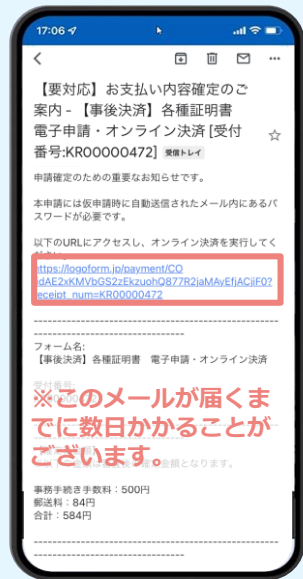 17:06
【要対応】お支払い内容確定のご
案内 - 【事後決済】各種証明書
電子申請・オンライン決済 [受付
番号:KR00000472] 受信トレイ
申請確定のための重要なお知らせです。
本申請には仮申請時に自動送信されたメール内にあるパ
スワードが必要です。
以下のURLにアクセスし、オンライン決済を実行してく
https://logoform.jp/payment/CO
dAE2xKMVbGS2zEkzuohQ877R2jaMAvEfjACjiF0?
receipt_num=KR00000472
--------------------------------------------------
-------------------------------
フォーム名:
【事後決済】各種証明書 電子申請・オンライン決済
受付番号:
※このメールが届くま
でに数日かかることが
ございます。
金額となります。
事務手続き手数料：500円
郵送料：84円
合計：584円
--------------------------------------------------
-------------------------------